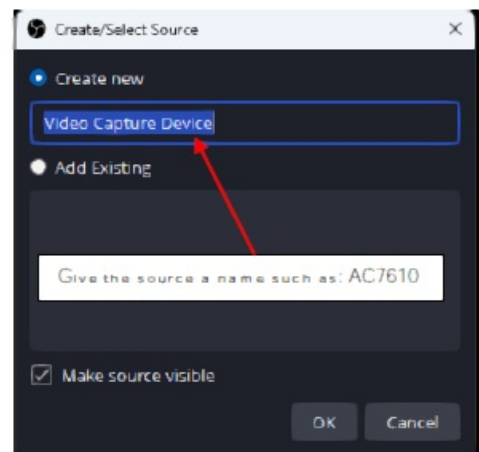 Create/Select Source
Create new
Video Capture Device
Add Existing
Give the source a name such as: AC7610
Make source visible
OK Cancel